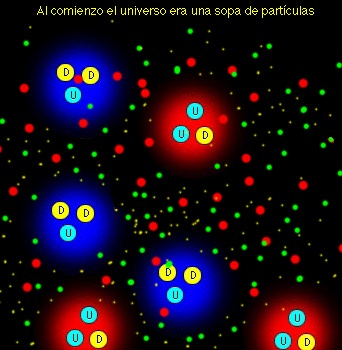 Al comienzo el universo era una sopa de partículas
D D
U
U
U D
D D
U
D D
U
U U
U D U D